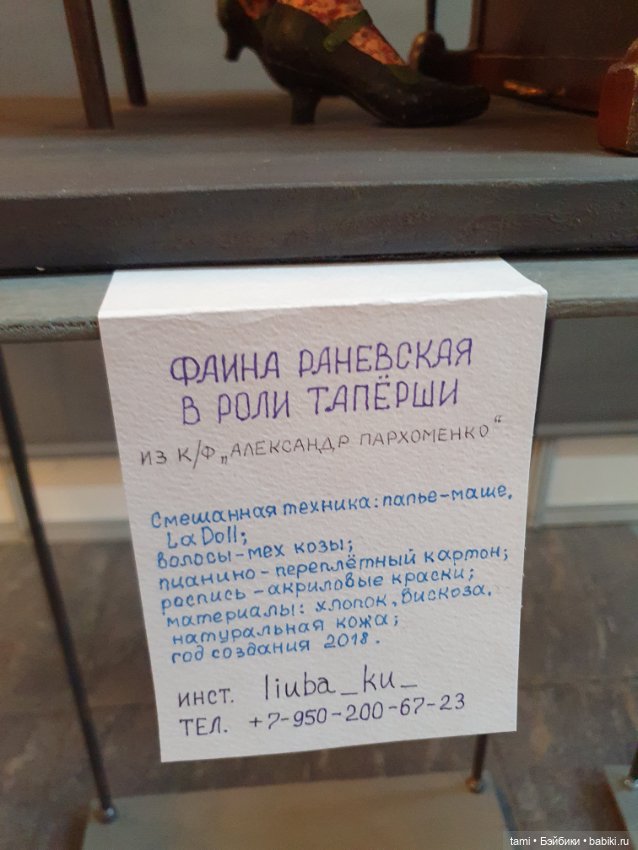 ФАИНА РАНЕВСКАЯ
В РОЛИ ТАПЁРШИ
ИЗ К/Ф „АЛЕКСАНДР ПАРХОМЕНКО“
Смешанная техника: папье-маше,
La Doll;
волосы-мех козы;
пианино-переплётный картон;
роспись-акриловые краски;
материалы: хлопок, вискоза,
натуральная кожа;
год создания 2018.
ИНСТ. liuba_ku_
ТЕЛ. +7-950-200-67-23
tami • Бэйбики • babiki.ru